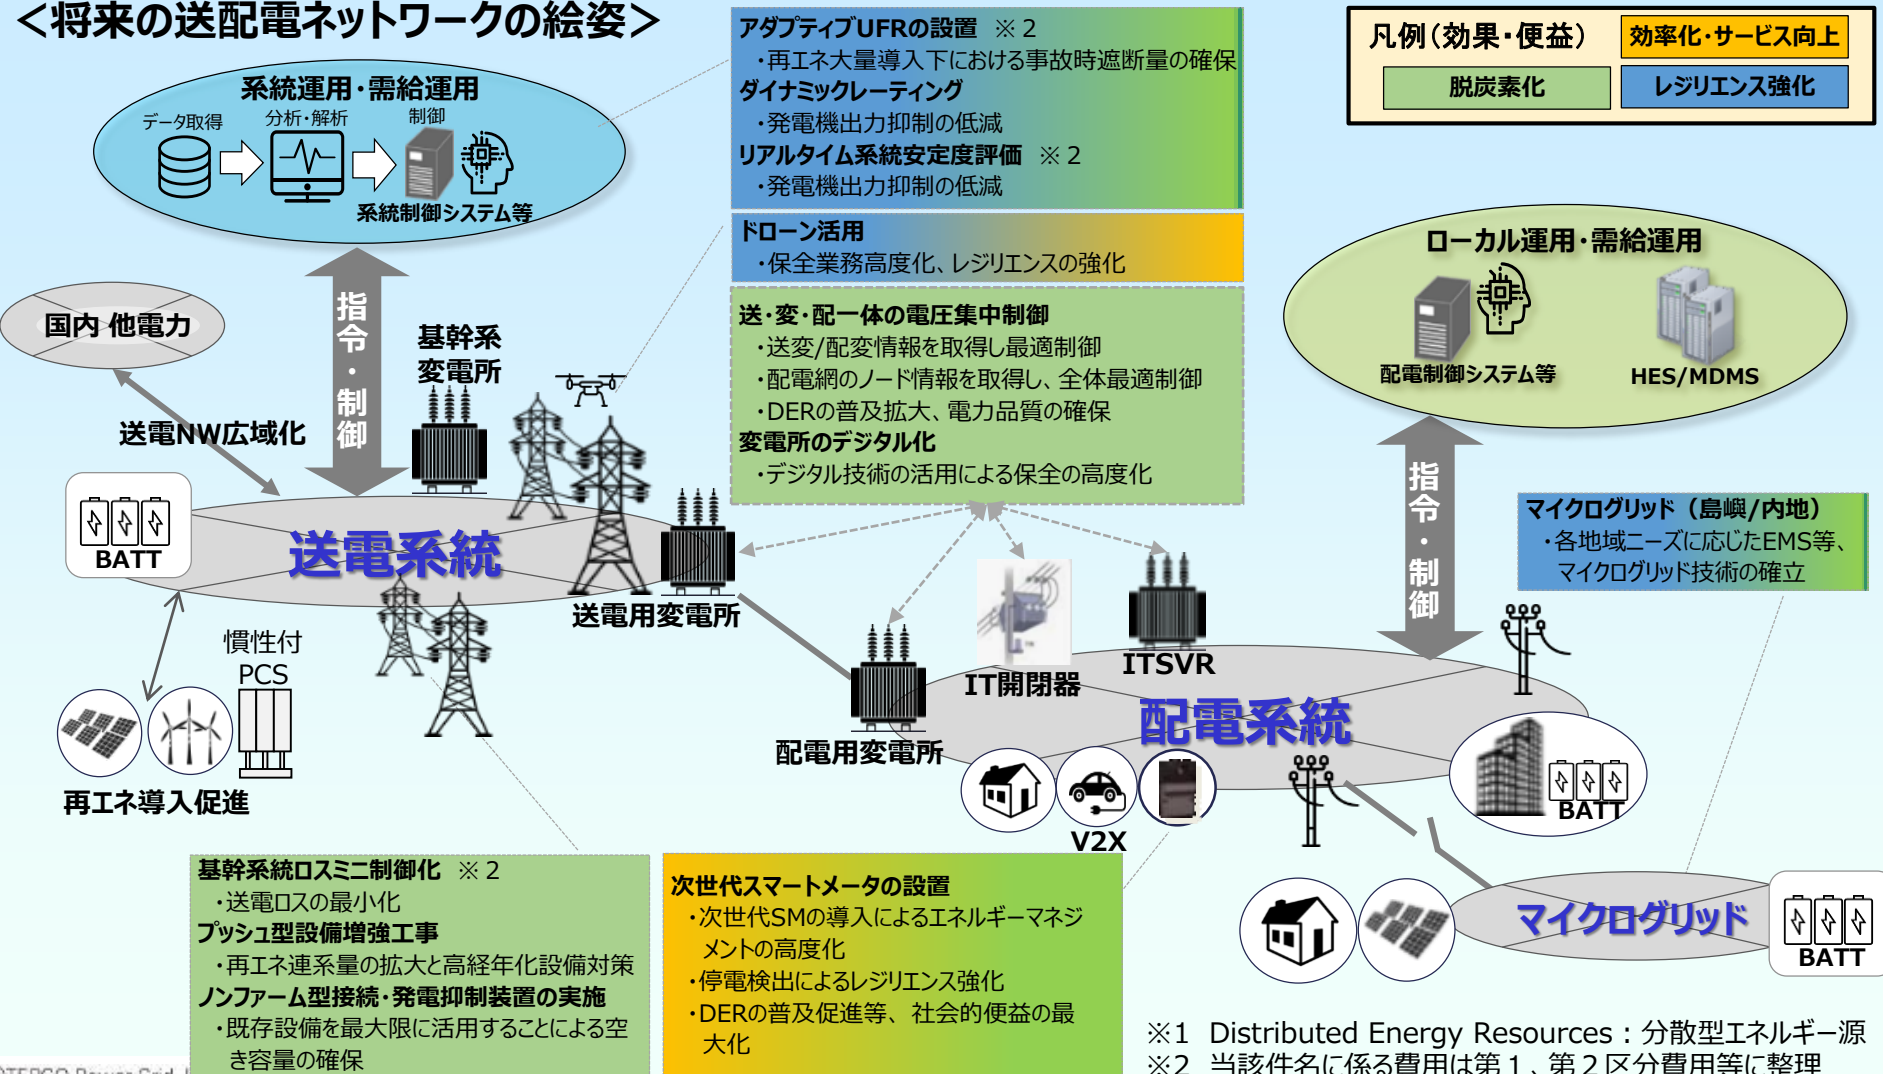 ＜将来の送配電ネットワークの絵姿＞
凡例（効果・便益）
効率化・サービス向上
脱炭素化
レジリエンス強化
系統運用・需給運用
データ取得
分析・解析
制御
系統制御システム等
アダプティブUFRの設置 ※２
・再エネ大量導入下における事故時遮断量の確保
ダイナミックレーティング
・発電機出力抑制の低減
リアルタイム系統安定度評価 ※２
・発電機出力抑制の低減
ドローン活用
・保全業務高度化、レジリエンスの強化
送・変・配一体の電圧集中制御
・送変/配変情報を取得し最適制御
・配電網のノード情報を取得し、全体最適制御
・DERの普及拡大、電力品質の確保
変電所のデジタル化
・デジタル技術の活用による保全の高度化
ローカル運用・需給運用
配電制御システム等
HES/MDMS
指令・制御
指令・制御
国内 他電力
送電NW広域化
基幹系
変電所
BATT
送電系統
送電用変電所
マイクログリッド（島嶼/内地）
・各地域ニーズに応じたEMS等、
マイクログリッド技術の確立
慣性付
PCS
再エネ導入促進
IT開閉器
ITSVR
配電系統
配電用変電所
V2X
BATT
マイクログリッド
BATT
基幹系統ロスミニ制御化 ※２
・送電ロスの最小化
プッシュ型設備増強工事
・再エネ連系量の拡大と高経年化設備対策
ノンファーム型接続・発電抑制装置の実施
・既存設備を最大限に活用することによる空
き容量の確保
次世代スマートメータの設置
・次世代SMの導入によるエネルギーマネジ
メントの高度化
・停電検出によるレジリエンス強化
・DERの普及促進等、社会的便益の最
大化
※1 Distributed Energy Resources：分散型エネルギー源
※2 当該件名に係る費用は第１、第２区分費用等に整理